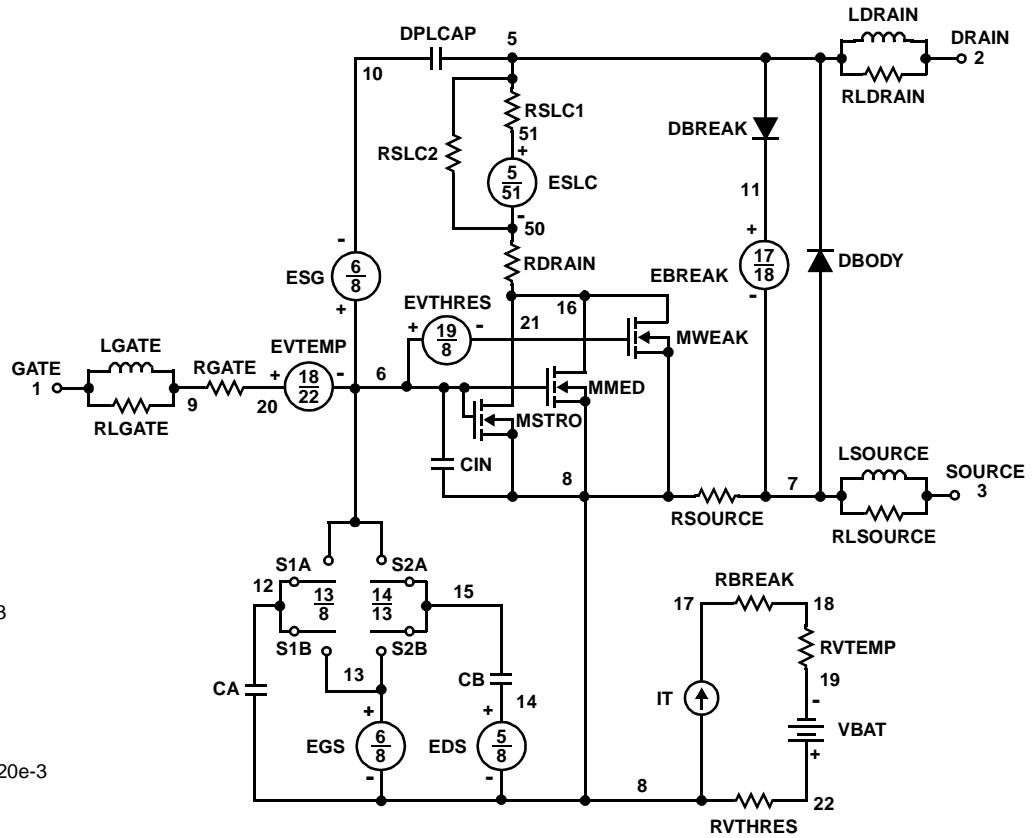 LDRAIN
DPLCAP 5 DRAIN
10 2
RLDRAIN
RSLC1
51
DBREAK
+
RSLC2
5
51
ESLC
11
-
50
-
+
RDRAIN
6
8
ESG
EBREAK
17
18
DBODY
+
EVTHRES
16
-
+
19
8
-
21
MWEAK
LGATE
EVTEMP
GATE
1
RGATE
+
18
22
-
6
MMED
9
20
RLGATE
MSTRO
LSOURCE
CIN
8
7
SOURCE
3
RSOURCE
RLSOURCE
S1A S2A
12
13
8
14
13
15
RBREAK
3
17 18
S1B S2B
RVTEMP
13
CA
CB
14
19
IT
-
+
+
VBAT
EGS
6
8
EDS
5
8
+
20e-3
-
-
8
22
RVTHRES